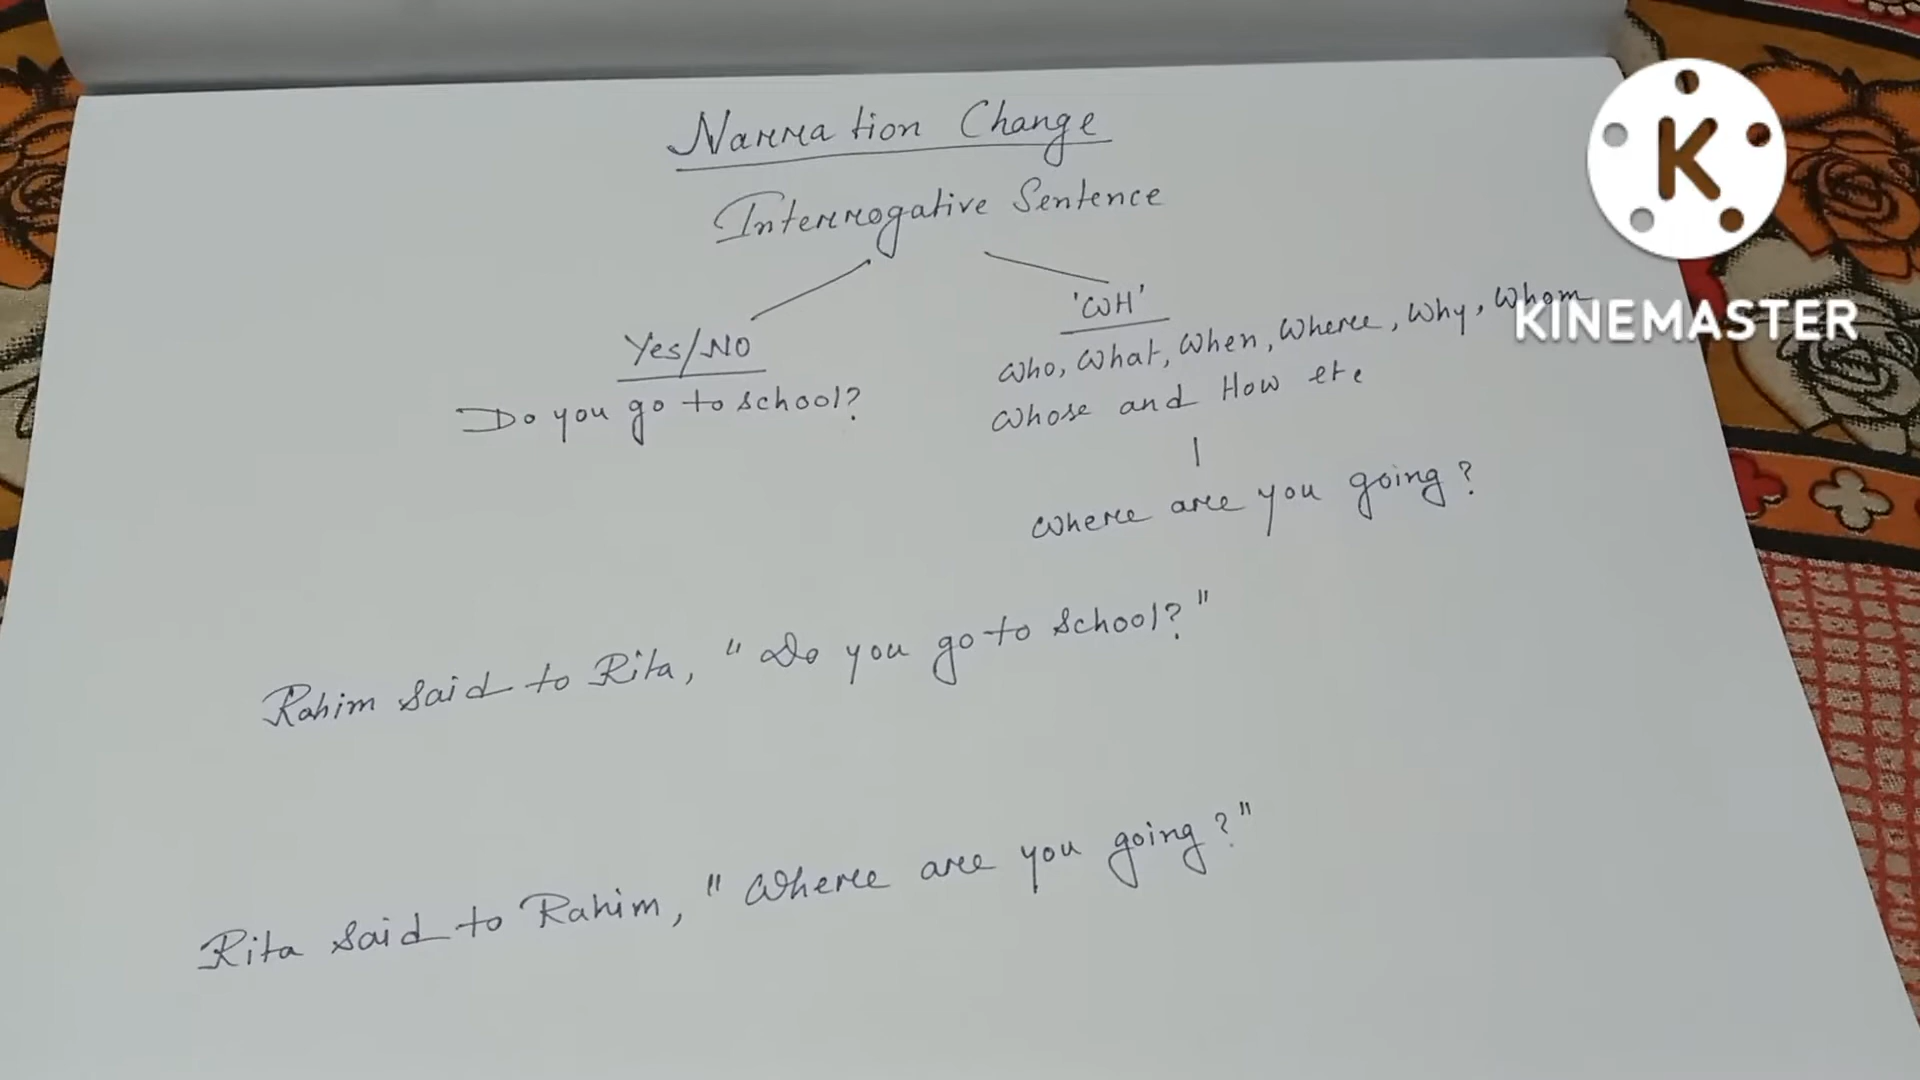 Narration Change
Interrogative Sentence
Yes/No
Do you go to school?
'WH'
Who, What, When, Where, Why, Whom
Whose and How etc
Where are you going?
Rahim said to Rita, "Do you go to school?"
Rita said to Rahim, "Where are you going?"
K
KINEMASTER